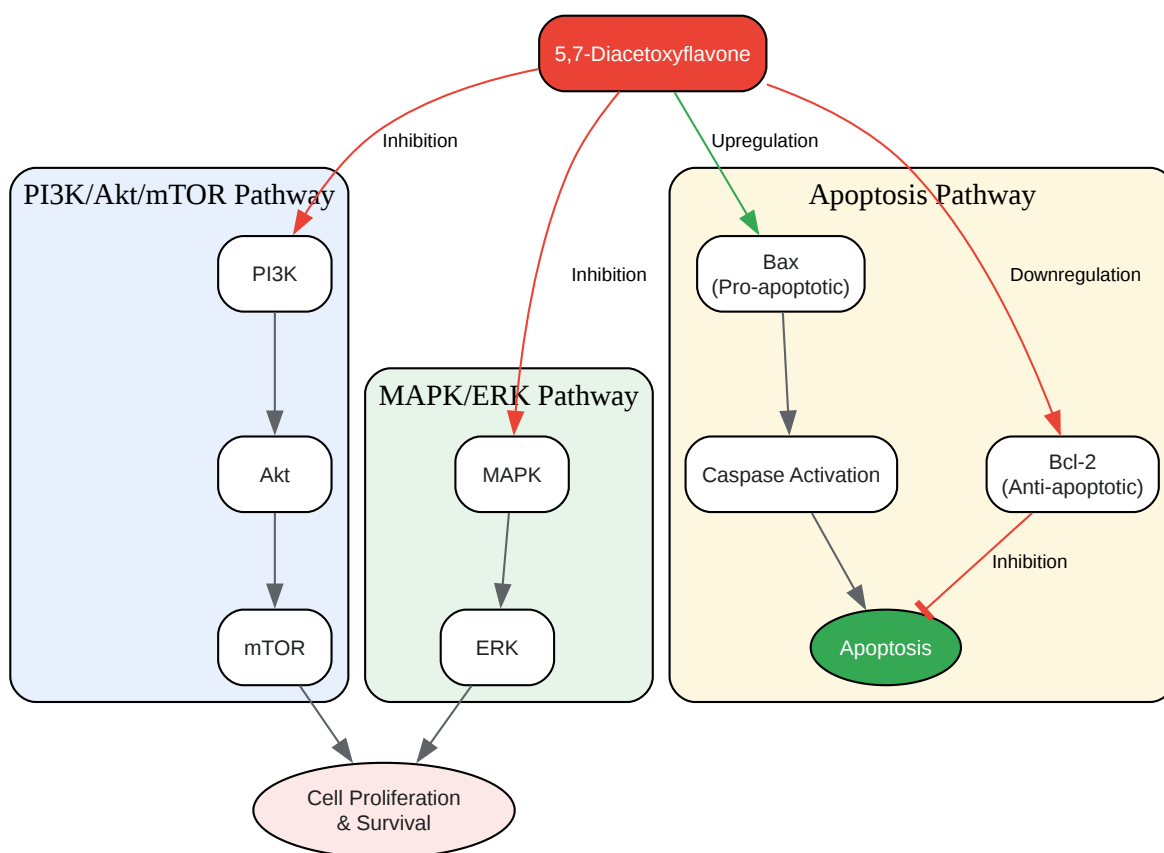 5,7-Diacetoxyflavone
Inhibition
Upregulation
PI3K/Akt/mTOR Pathway
Apoptosis Pathway
PI3K
Inhibition
Bax
(Pro-apoptotic)
Downregulation
MAPK/ERK Pathway
Akt
MAPK
Caspase Activation
Bcl-2
(Anti-apoptotic)
Inhibition
mTOR
ERK
Apoptosis
Cell Proliferation
& Survival